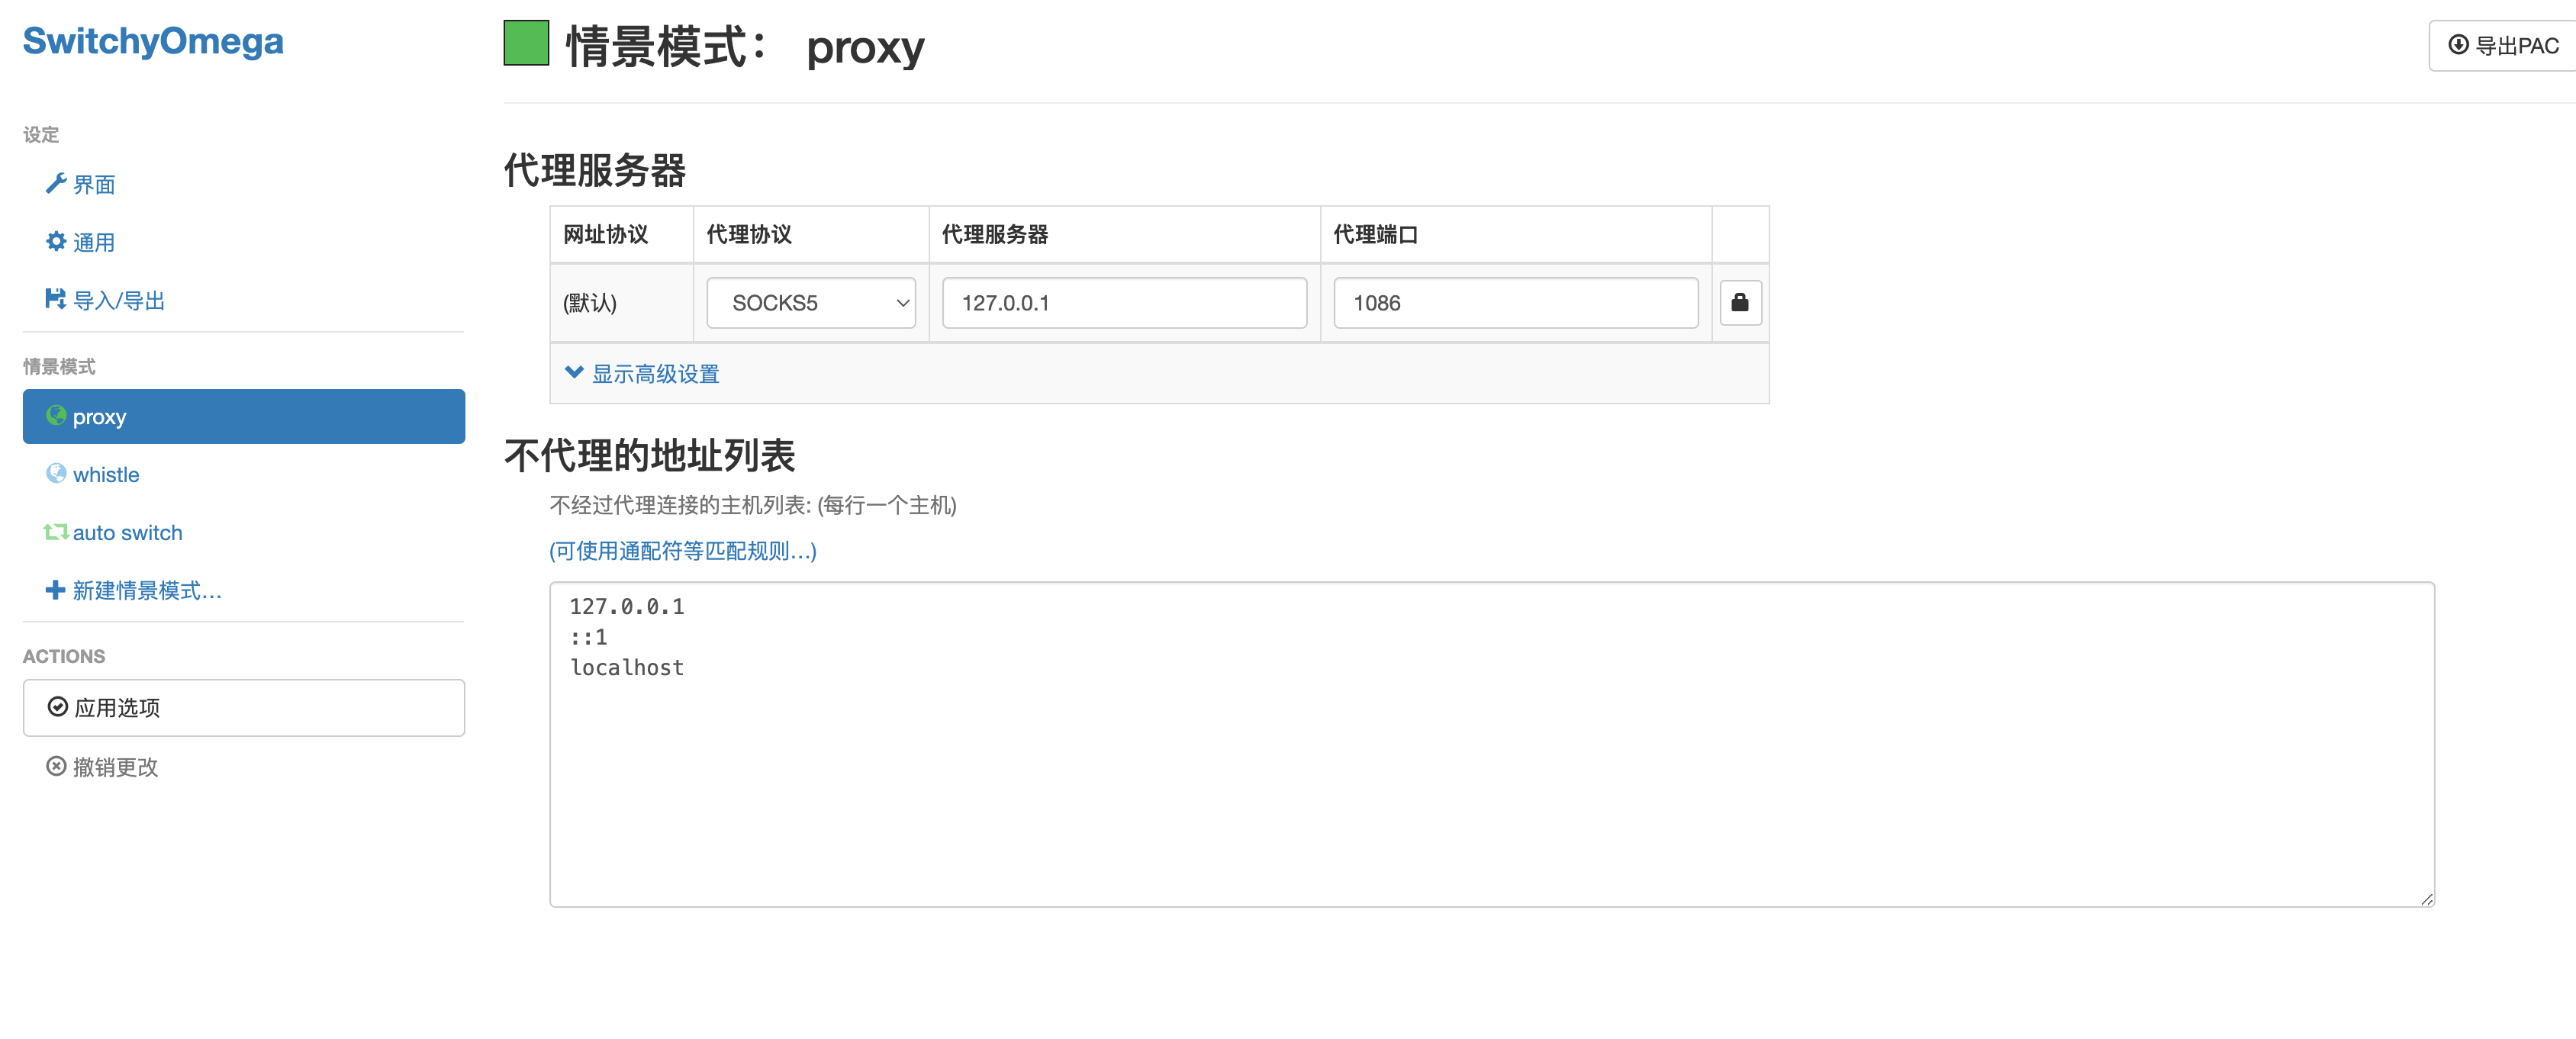 SwitchyOmega
设定
界面
通用
导入/导出
情景模式
proxy
whistle
auto switch
新建情景模式…
ACTIONS
应用选项
撤销更改
情景模式： proxy
导出PAC
代理服务器
网址协议 代理协议 代理服务器 代理端口
(默认) SOCKS5 127.0.0.1 1086
显示高级设置
不代理的地址列表
不经过代理连接的主机列表: (每行一个主机)
(可使用通配符等匹配规则…)
127.0.0.1
::1
localhost